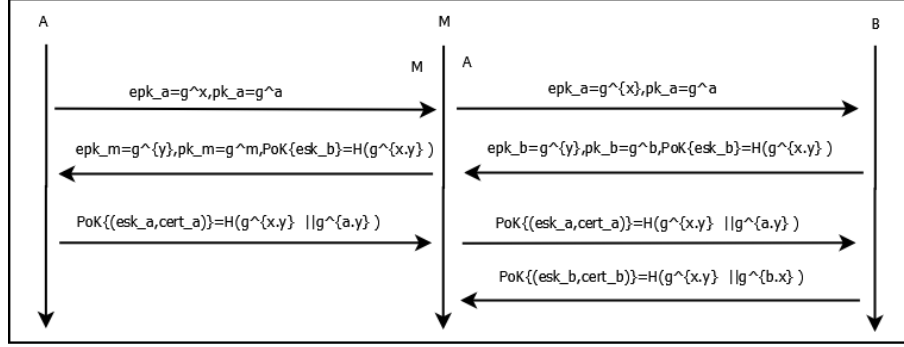 A M B
M A
epk_a=g^x,pk_a=g^a epk_a=g^{x},pk_a=g^a
epk_m=g^{y},pk_m=g^m,PoK{esk_b}=H(g^{x.y} ) epk_b=g^{y},pk_b=g^b,PoK{esk_b}=H(g^{x.y} )
PoK{(esk_a,cert_a)}=H(g^{x.y} ||g^{a.y} ) PoK{(esk_a,cert_a)}=H(g^{x.y} ||g^{a.y} )
PoK{(esk_b,cert_b)}=H(g^{x.y} ||g^{b.x} )